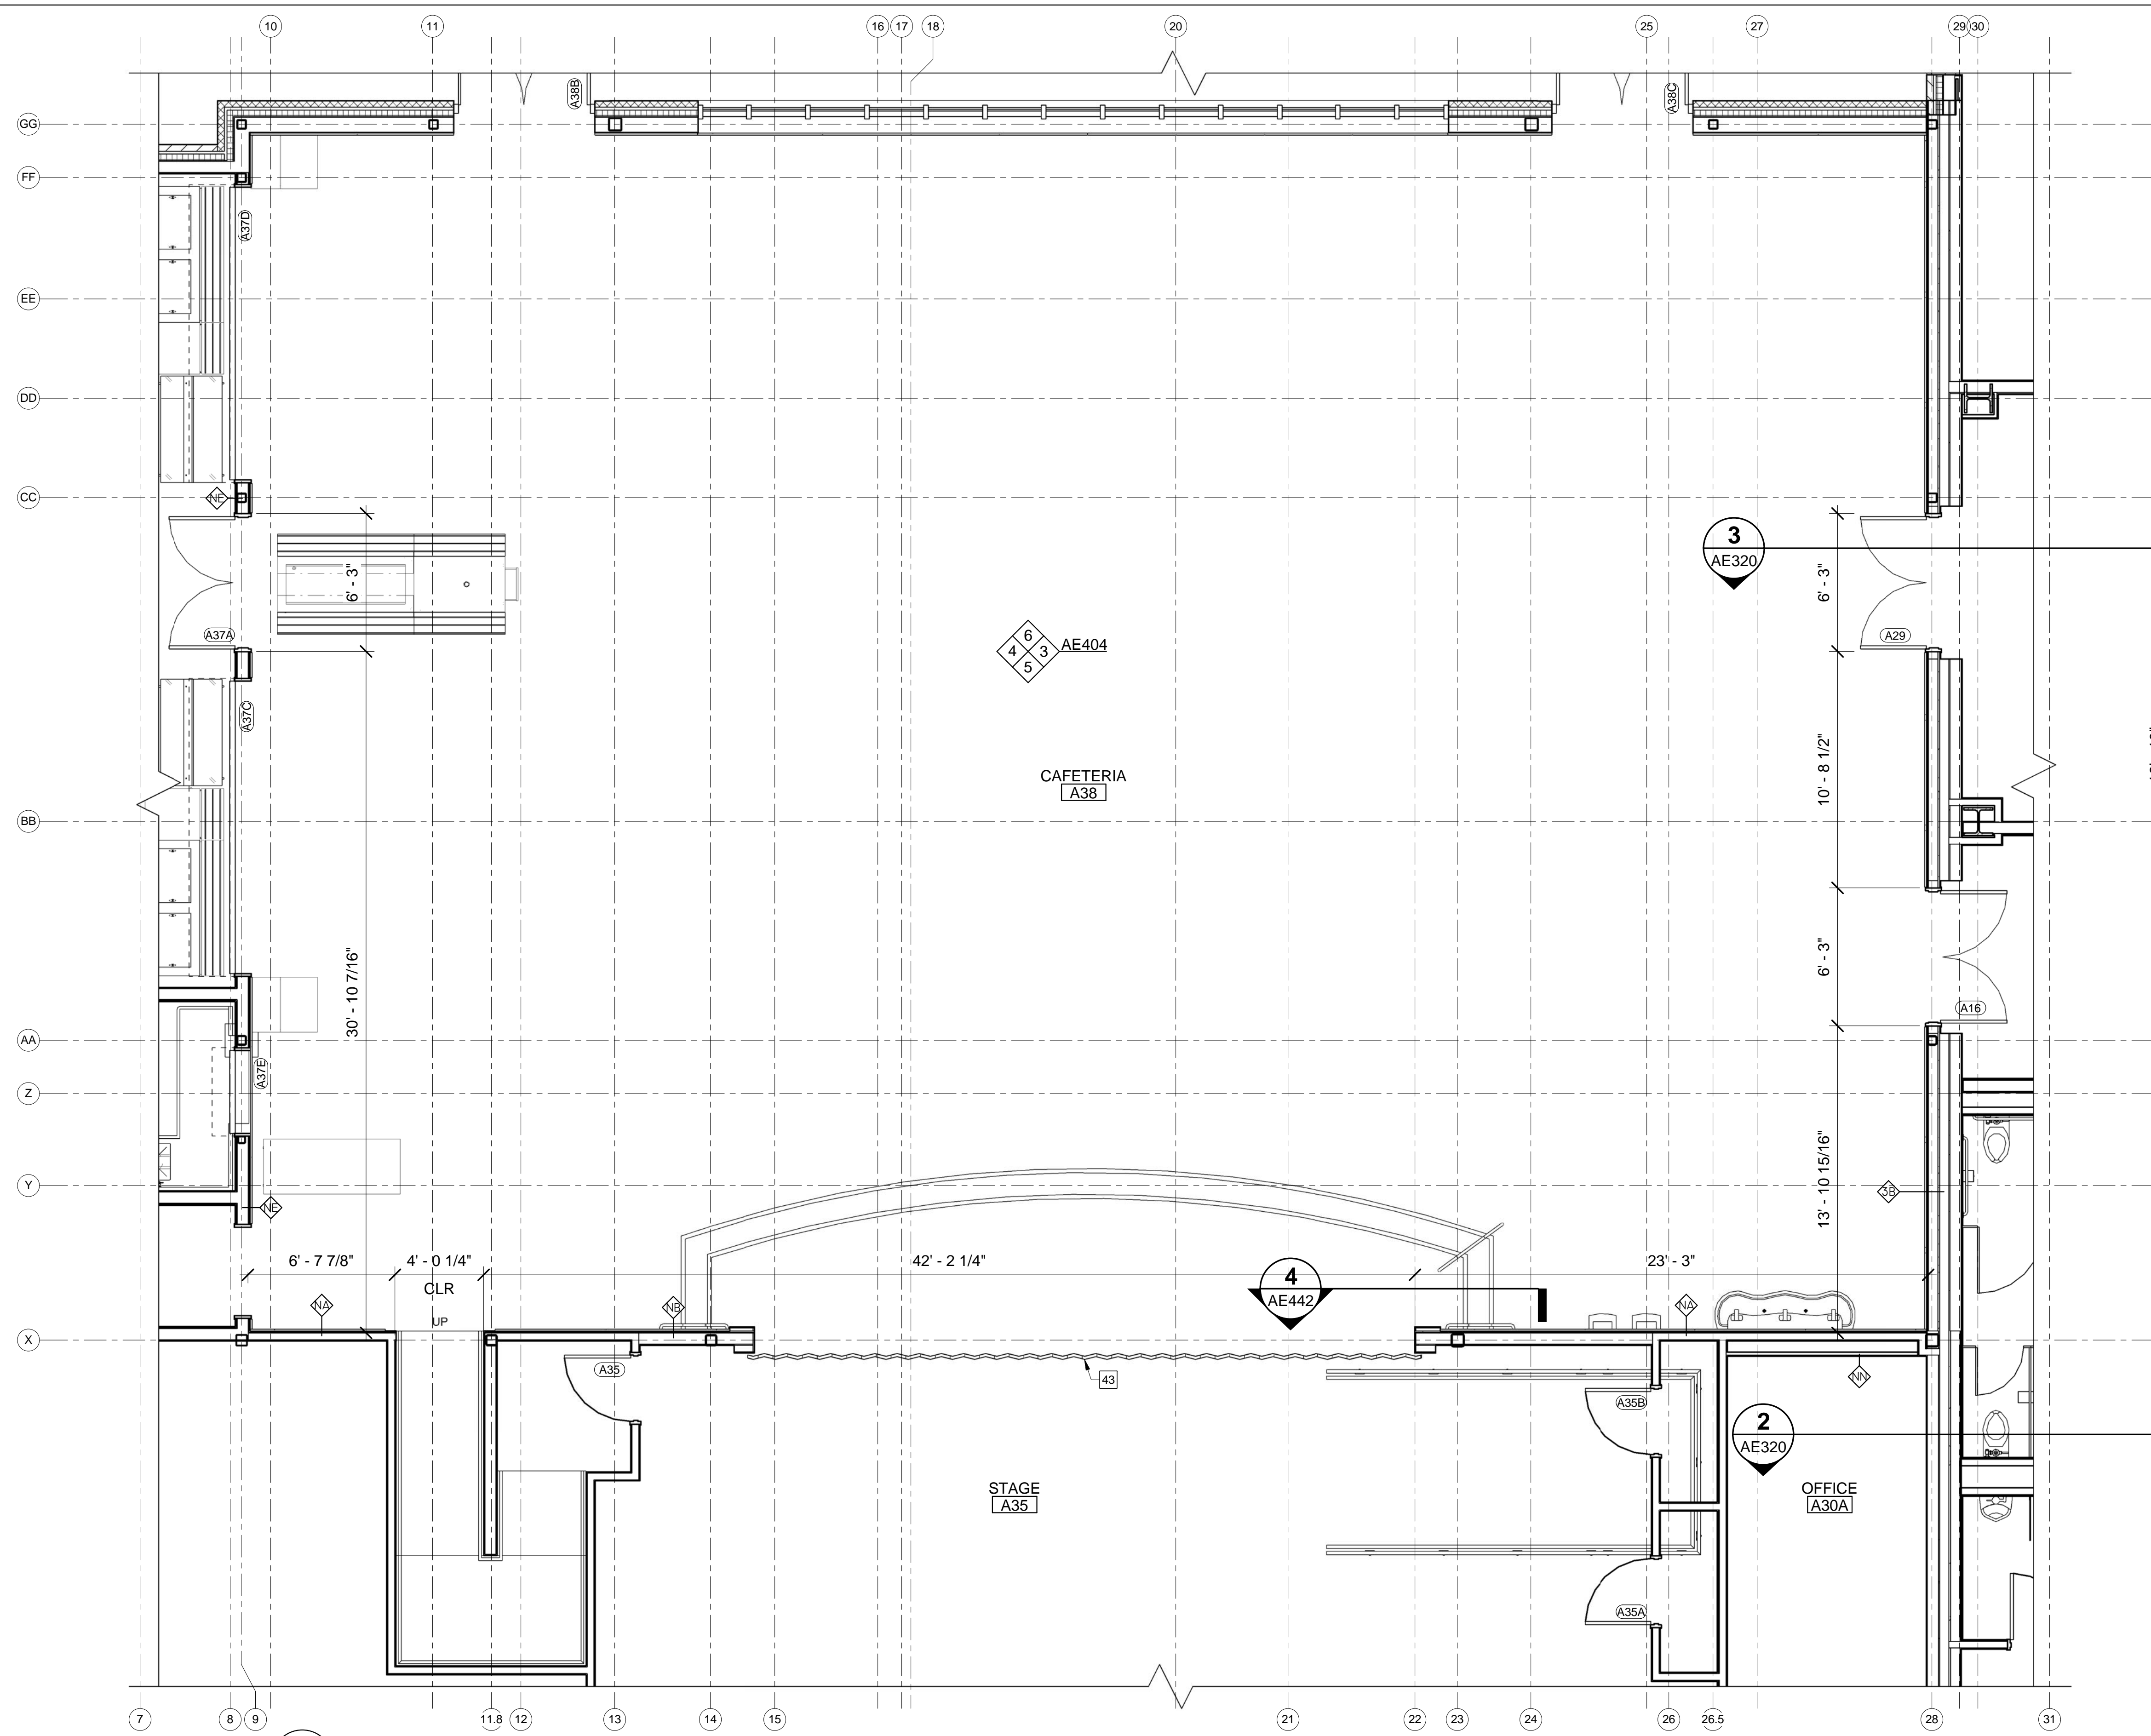 10
11
16
17
18
20
25
27
29
30
A38B
A38C
GG
FF
A37D
EE
DD
CC
NE
3
AE320
6' - 3"
6' - 3"
A37A
6
4
3
5
AE404
A29
A37C
CAFETERIA
A38
10' - 8 1/2"
BB
30' - 10 7/16"
6' - 3"
A16
AA
A37E
Z
Y
NE
13' - 10 15/16"
3B
6' - 7 7/8"
4' - 0 1/4"
CLR
42' - 2 1/4"
23' - 3"
4
AE442
NA
NB
NA
UP
X
A35
43
NN
A35B
2
AE320
STAGE
A35
OFFICE
A30A
A35A
7
8
9
11.8
12
13
14
15
21
22
23
24
26
26.5
28
31